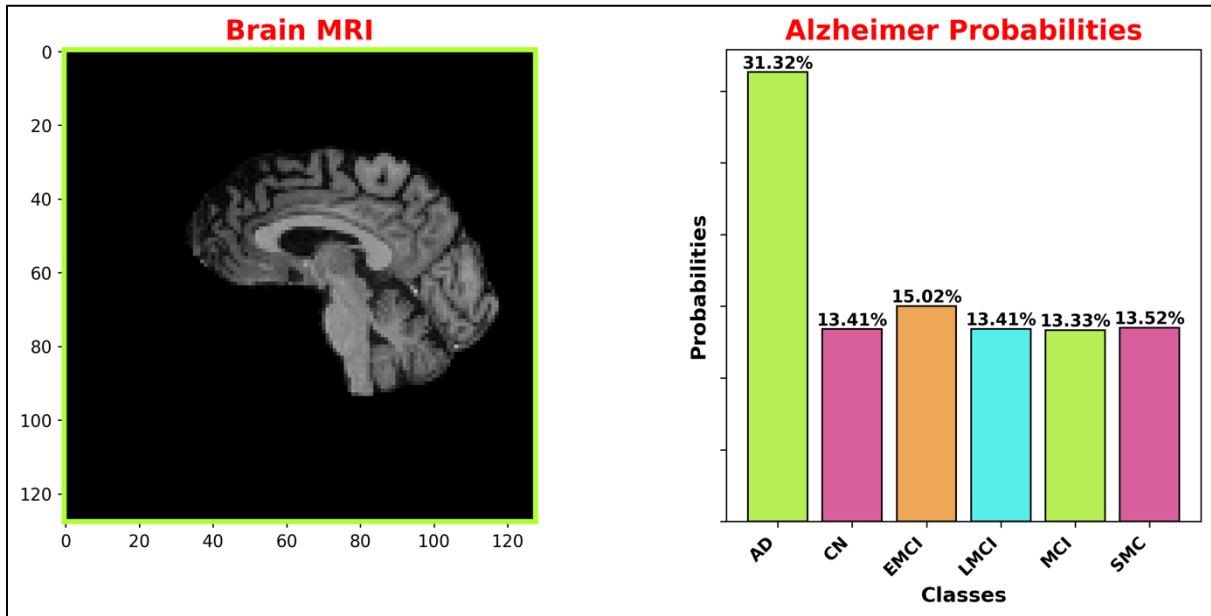 Brain MRI
0
20
40
60
80
100
120
0 20 40 60 80 100 120
Alzheimer Probabilities
Probabilities
31.32%
13.41%
15.02%
13.41%
13.33%
13.52%
AD CN EMCI LMCI MCI SMC
Classes